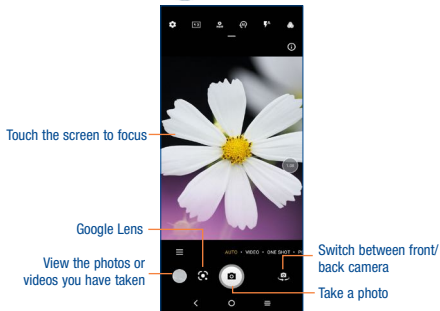 Touch the screen to focus
Google Lens
AUTO • VIDEO • ONE SHOT •
View the photos or
videos you have taken
Switch between front/
back camera
Take a photo